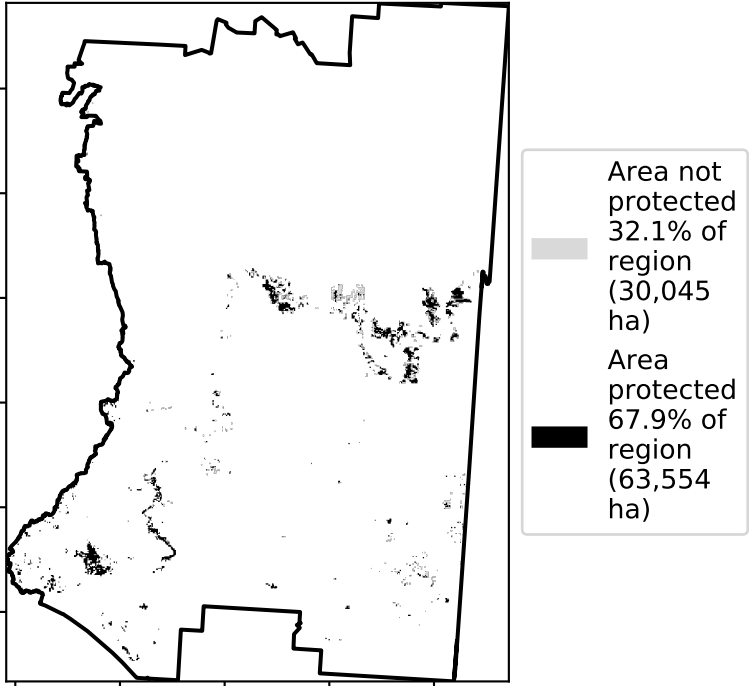 Area not
protected
32.1% of
region
(30,045
ha)
Area
protected
67.9% of
region
(63,554
ha)